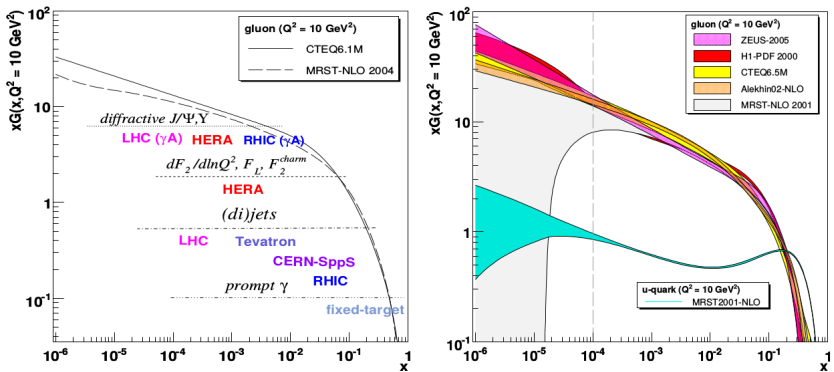 xG(x,Q² = 10 GeV²)
10²
10
1
10⁻¹
gluon (Q² = 10 GeV²)
CTEQ6.1M
MRST-NLO 2004
diffractive J/Ψ,Υ
LHC (γA) HERA RHIC (γA)
dF₂/dlnQ², F_L, F₂^charm
HERA
(di)jets
LHC Tevatron
CERN-SppS
RHIC
prompt γ
fixed-target
10⁻⁶ 10⁻⁵ 10⁻⁴ 10⁻³ 10⁻² 10⁻¹ 1
x
xG(x,Q² = 10 GeV²)
10²
10
1
10⁻¹
gluon (Q² = 10 GeV²)
ZEUS-2005
H1-PDF 2000
CTEQ6.5M
Alekhin02-NLO
MRST-NLO 2001
u-quark (Q² = 10 GeV²)
MRST2001-NLO
10⁻⁶ 10⁻⁵ 10⁻⁴ 10⁻³ 10⁻² 10⁻¹ 1
x